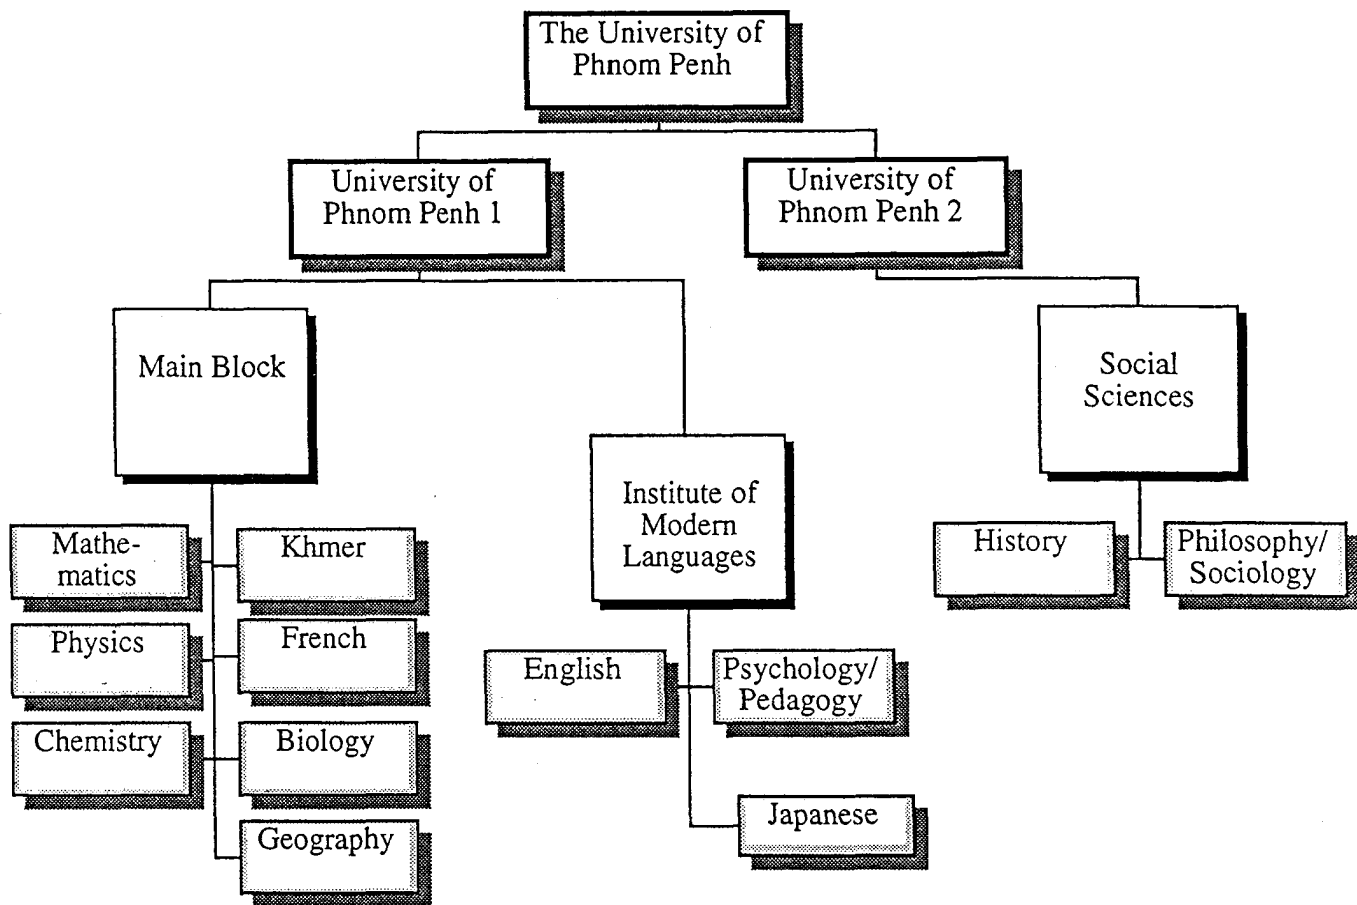 The University of
Phnom Penh
University of
Phnom Penh 1
University of
Phnom Penh 2
Main Block
Social
Sciences
Institute of
Modern
Languages
Mathe-
matics
Khmer
History
Philosophy/
Sociology
Physics
French
English
Psychology/
Pedagogy
Chemistry
Biology
Japanese
Geography